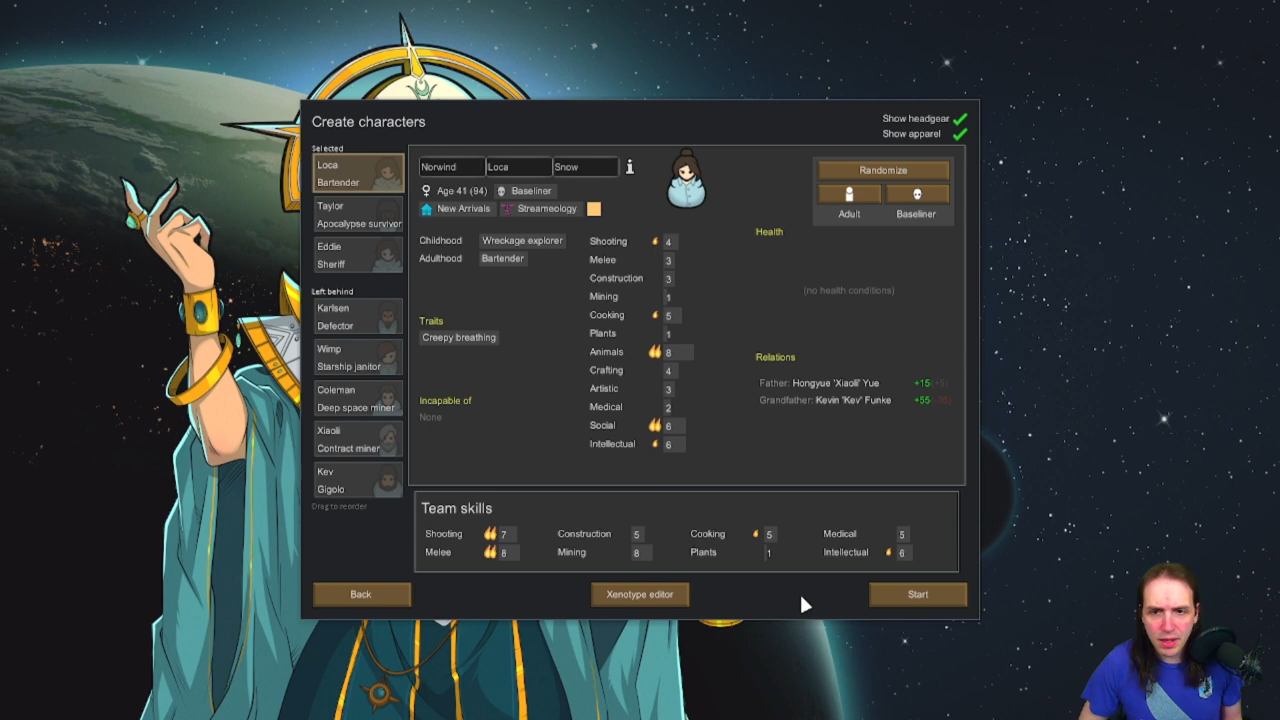 Create characters
Show headgear
Show apparel
Selected
Loca
Bartender
Taylor
Apocalypse survivor
Eddie
Sheriff
Left behind
Karlsen
Defector
Wimp
Starship janitor
Coleman
Deep space miner
Xiaoli
Contract miner
Kev
Gigolo
Drag to reorder
Norwind Loca Snow
Age 41 (94) Baseliner
New Arrivals Streameology
Childhood Wreckage explorer
Adulthood Bartender
Traits
Creepy breathing
Incapable of
None
Shooting 4
Melee 3
Construction 3
Mining 1
Cooking 5
Plants 1
Animals 8
Crafting 4
Artistic 3
Medical 2
Social 6
Intellectual 6
Randomize
Adult Baseliner
Health
(no health conditions)
Relations
Father: Hongyue 'Xiaoli' Yue +15
Grandfather: Kevin 'Kev' Funke +55
Team skills
Shooting 7 Construction 5 Cooking 5 Medical 5
Melee 8 Mining 8 Plants 1 Intellectual 6
Back Xenotype editor Start